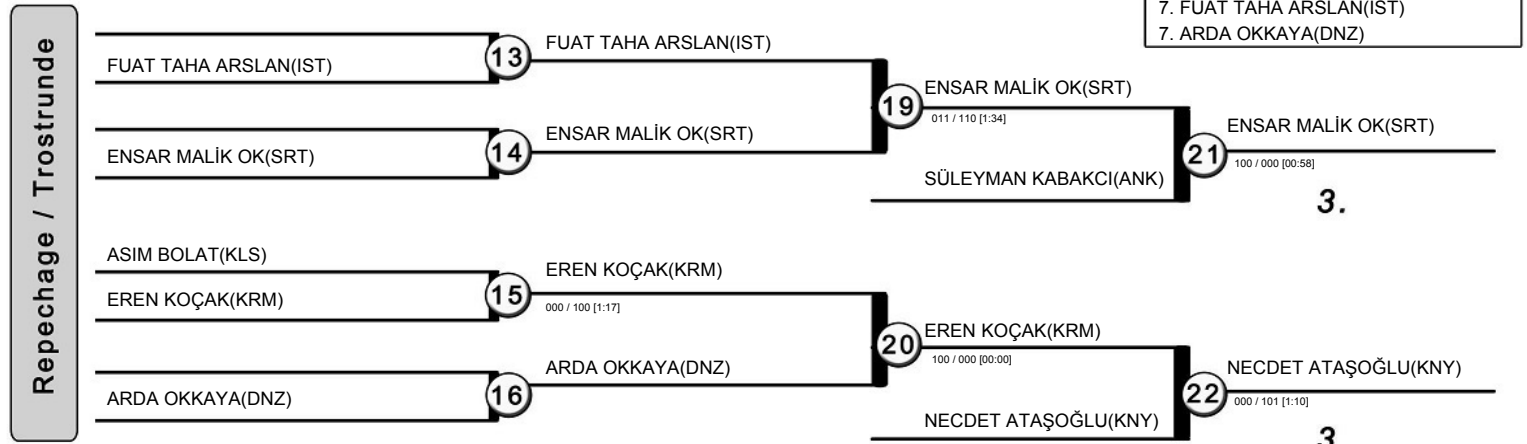 7. FUAT TAHA ARSLAN(IST)
7. ARDA OKKAYA(DNZ)
Repechage / Trostrunde
FUAT TAHA ARSLAN(IST)
13
FUAT TAHA ARSLAN(IST)
ENSAR MALİK OK(SRT)
14
ENSAR MALİK OK(SRT)
19
ENSAR MALİK OK(SRT)
011 / 110 [1:34]
SÜLEYMAN KABAKCI(ANK)
21
ENSAR MALİK OK(SRT)
100 / 000 [00:58]
3.
ASIM BOLAT(KLS)
EREN KOÇAK(KRM)
15
EREN KOÇAK(KRM)
000 / 100 [1:17]
ARDA OKKAYA(DNZ)
16
ARDA OKKAYA(DNZ)
20
EREN KOÇAK(KRM)
100 / 000 [00:00]
NECDET ATAŞOĞLU(KNY)
22
NECDET ATAŞOĞLU(KNY)
000 / 101 [1:10]
3